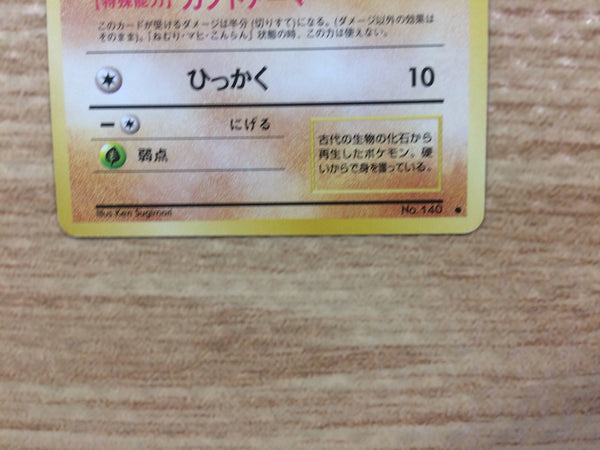 [特殊能力] カブトアーマー
このカードが受けるダメージは半分(切りすて)になる。(ダメージ以外の効果は
そのまま)。「ねむり・マヒ・こんらん」状態の時、この力は使えない。
ひっかく 10
にげる
弱点
古代の生物の化石から
再生したポケモン。硬
いからで身を護っている。
Illus. Ken Sugimori No. 140